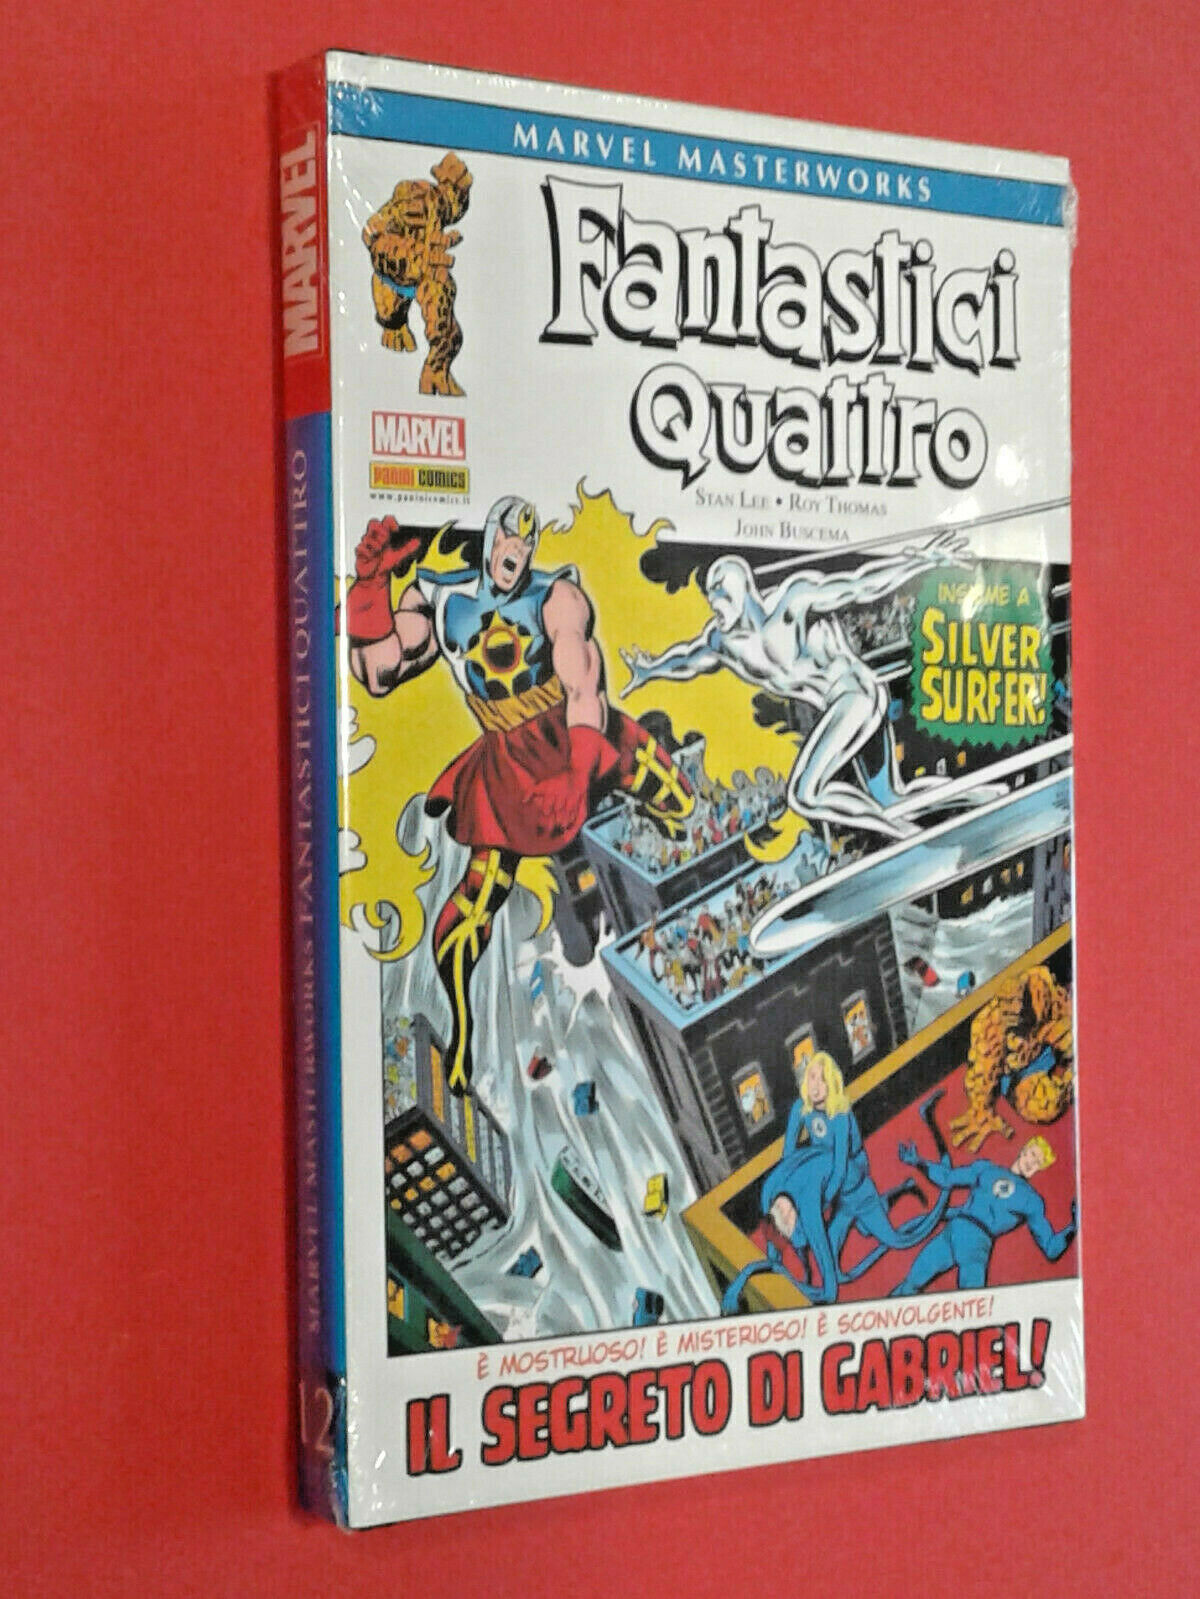 MARVEL MASTERWORKS
Fantastici
Quattro
MARVEL
PANINI COMICS
www.paninicomics.it
STAN LEE • ROY THOMAS
JOHN BUSCEMA
INSIEME A
SILVER
SURFER!
È MOSTRUOSO! È MISTERIOSO! È SCONVOLGENTE!
IL SEGRETO DI GABRIEL!
MARVEL
MARVEL MASTERWORKS FANTASTICI QUATTRO
12